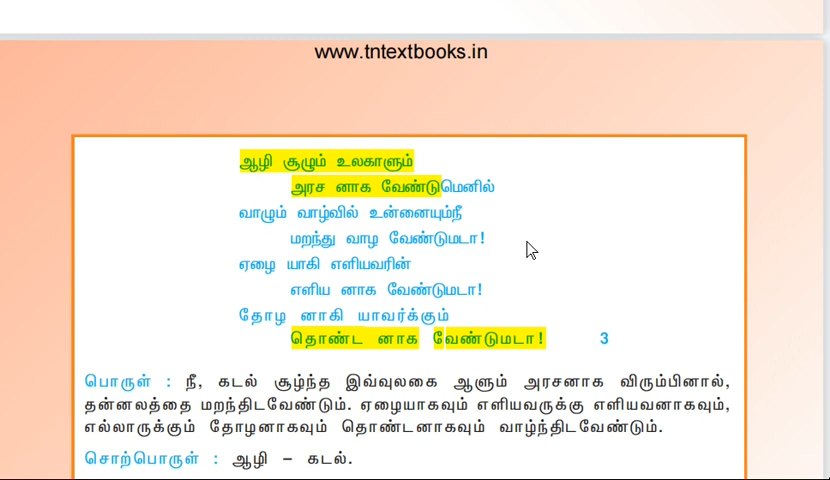 www.tntextbooks.in
ஆழி சூழும் உலகாளும்
அரச னாக வேண்டுமெனில்
வாழும் வாழ்வில் உன்னையும்நீ
மறந்து வாழ வேண்டுமடா!
ஏழை யாகி எளியவரின்
எளிய னாக வேண்டுமடா!
தோழ னாகி யாவர்க்கும்
தொண்ட னாக வேண்டுமடா! 3
பொருள் : நீ, கடல் சூழ்ந்த இவ்வுலகை ஆளும் அரசனாக விரும்பினால்,
தன்னலத்தை மறந்திடவேண்டும். ஏழையாகவும் எளியவருக்கு எளியவனாகவும்,
எல்லாருக்கும் தோழனாகவும் தொண்டனாகவும் வாழ்ந்திடவேண்டும்.
சொற்பொருள் : ஆழி – கடல்.